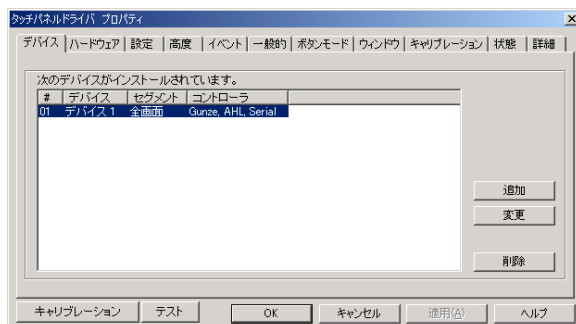 タッチパネルドライバ プロパティ
デバイス ハードウェア 設定 高度 イベント 一般的 ボタンモード ウィンドウ キャリブレーション 状態 詳細
次のデバイスがインストールされています。
# デバイス セグメント コントローラ
01 デバイス 1 全画面 Gunze, AHL, Serial
追加
変更
削除
キャリブレーション テスト OK キャンセル 適用(A) ヘルプ